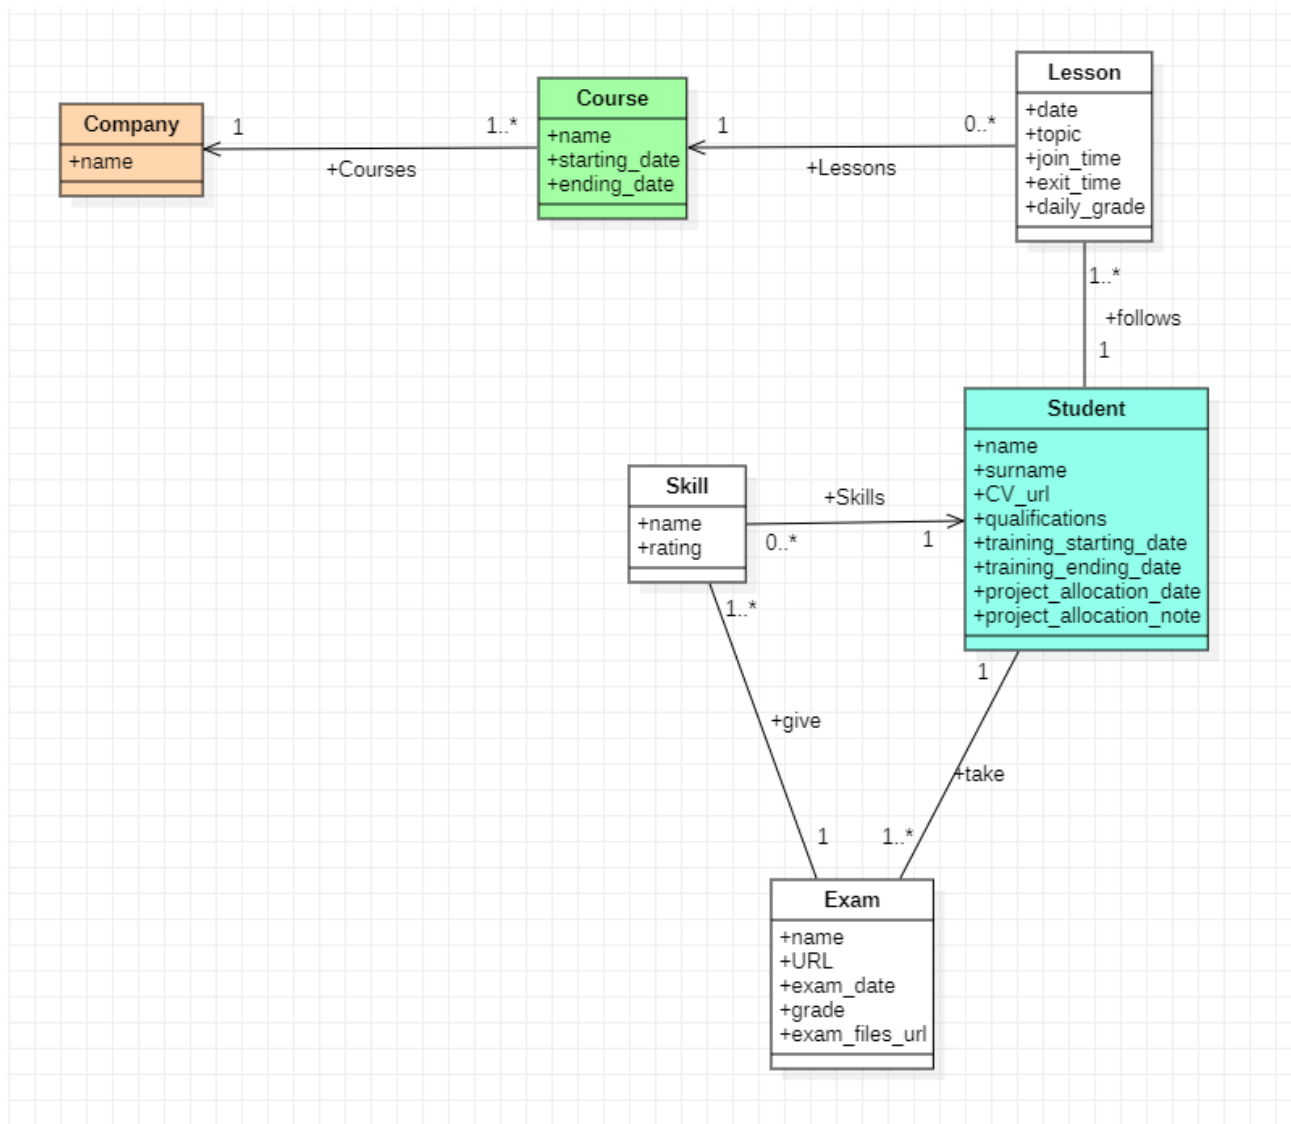 Company
+name
1
1..*
+Courses
Course
+name
+starting_date
+ending_date
1
0..*
+Lessons
Lesson
+date
+topic
+join_time
+exit_time
+daily_grade
1..*
+follows
1
Student
+name
+surname
+CV_url
+qualifications
+training_starting_date
+training_ending_date
+project_allocation_date
+project_allocation_note
Skill
+name
+rating
+Skills
0..*
1
1..*
+give
1
1
+take
1..*
Exam
+name
+URL
+exam_date
+grade
+exam_files_url